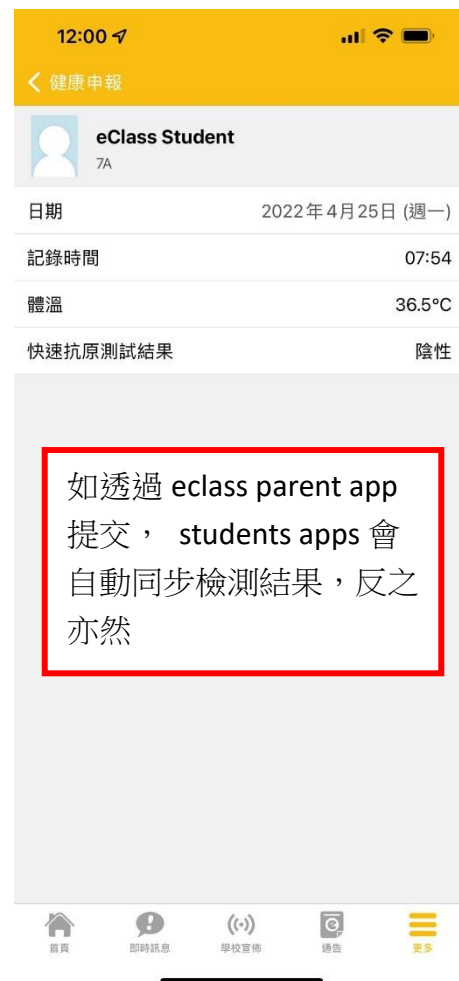 12:00
健康申報
eClass Student
7A
日期 2022年4月25日 (週一)
記錄時間 07:54
體溫 36.5°C
快速抗原測試結果 陰性
如透過 eclass parent app
提交， students apps 會
自動同步檢測結果，反之
亦然
首頁 即時訊息 學校宣佈 通告 更多